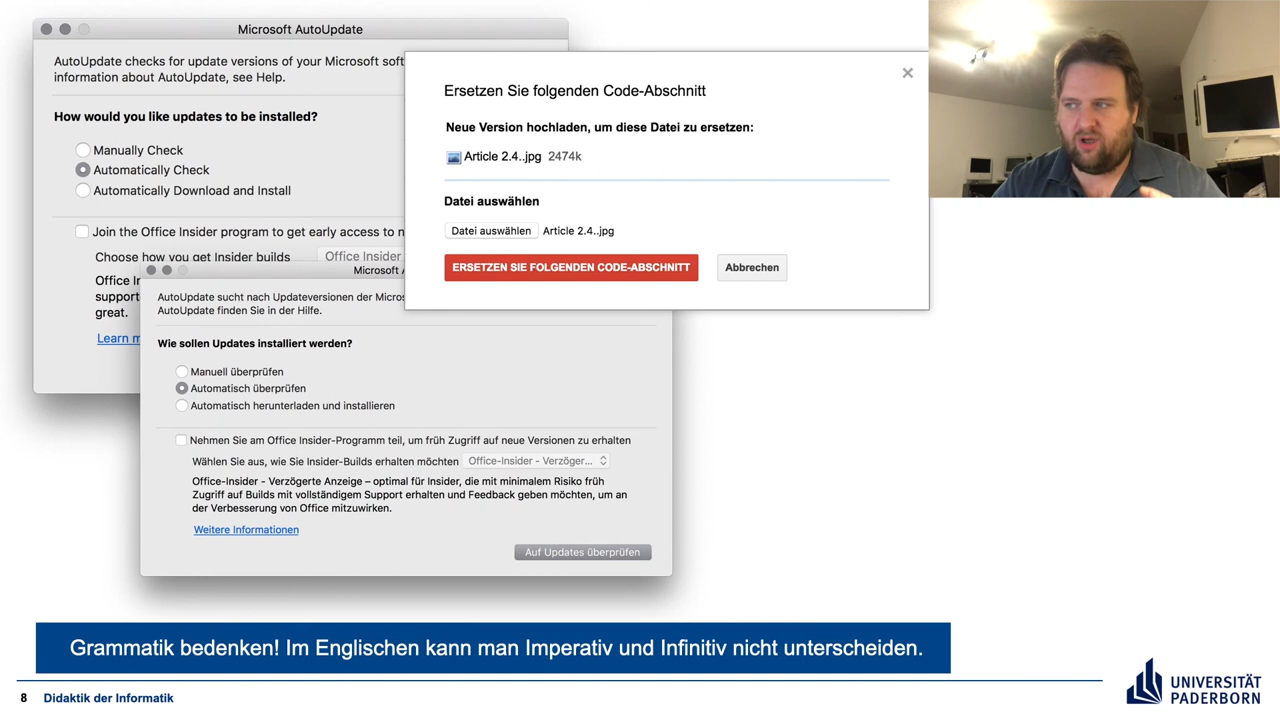 Microsoft AutoUpdate
AutoUpdate checks for update versions of your Microsoft soft
information about AutoUpdate, see Help.
How would you like updates to be installed?
Manually Check
Automatically Check
Automatically Download and Install
Join the Office Insider program to get early access to n
Choose how you get Insider builds
Office Insider
Office I
support
great.
Learn m
Ersetzen Sie folgenden Code-Abschnitt
Neue Version hochladen, um diese Datei zu ersetzen:
Article 2.4..jpg 2474k
Datei auswählen
Datei auswählen Article 2.4..jpg
ERSETZEN SIE FOLGENDEN CODE-ABSCHNITT
Abbrechen
Microsoft A
AutoUpdate sucht nach Updateversionen der Micros
AutoUpdate finden Sie in der Hilfe.
Wie sollen Updates installiert werden?
Manuell überprüfen
Automatisch überprüfen
Automatisch herunterladen und installieren
Nehmen Sie am Office Insider-Programm teil, um früh Zugriff auf neue Versionen zu erhalten
Wählen Sie aus, wie Sie Insider-Builds erhalten möchten
Office-Insider - Verzöger...
Office-Insider - Verzögerte Anzeige – optimal für Insider, die mit minimalem Risiko früh
Zugriff auf Builds mit vollständigem Support erhalten und Feedback geben möchten, um an
der Verbesserung von Office mitzuwirken.
Weitere Informationen
Auf Updates überprüfen
Grammatik bedenken! Im Englischen kann man Imperativ und Infinitiv nicht unterscheiden.
8 Didaktik der Informatik
UNIVERSITÄT
PADERBORN